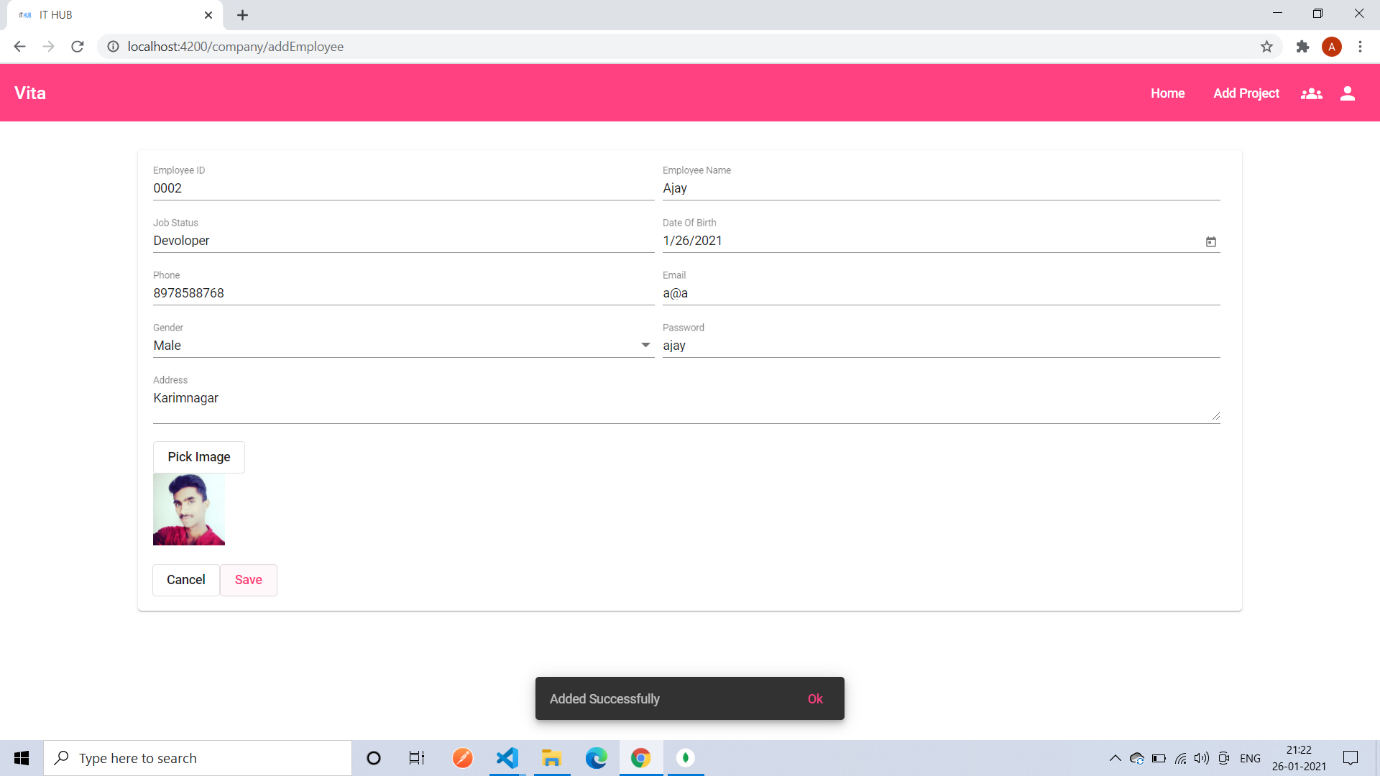 IT HUB
localhost:4200/company/addEmployee
A
Vita
Home Add Project
Employee ID Employee Name
0002 Ajay
Job Status Date Of Birth
Devoloper 1/26/2021
Phone Email
8978588768 a@a
Gender Password
Male ajay
Address
Karimnagar
Pick Image
Cancel Save
Added Successfully Ok
Type here to search
ENG
21:22
26-01-2021